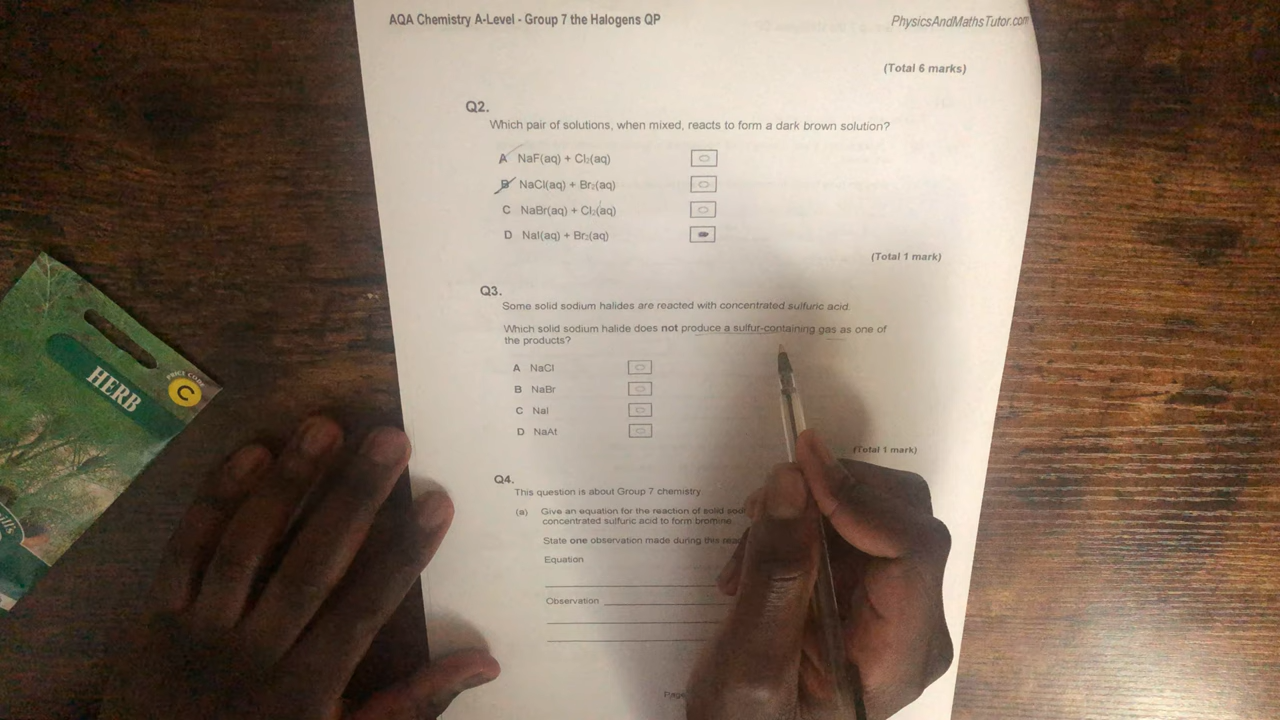 AQA Chemistry A-Level - Group 7 the Halogens QP
PhysicsAndMathsTutor.com
(Total 6 marks)
Q2.
Which pair of solutions, when mixed, reacts to form a dark brown solution?
A NaF(aq) + Cl₂(aq)
B NaCl(aq) + Br₂(aq)
C NaBr(aq) + Cl₂(aq)
D NaI(aq) + Br₂(aq)
(Total 1 mark)
Q3.
Some solid sodium halides are reacted with concentrated sulfuric acid.
Which solid sodium halide does not produce a sulfur-containing gas as one of
the products?
A NaCl
B NaBr
C NaI
D NaAt
(Total 1 mark)
Q4.
This question is about Group 7 chemistry
(a) Give an equation for the reaction of solid
concentrated sulfuric acid to form bromine
State one observation made during this
Equation
Observation
Page
HERB
PRICE CODE
C